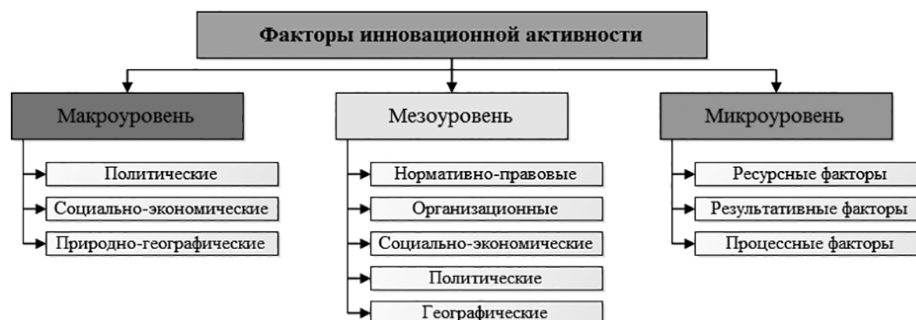 Факторы инновационной активности
Макроуровень
Политические
Социально-экономические
Природно-географические
Мезоуровень
Нормативно-правовые
Организационные
Социально-экономические
Политические
Географические
Микроуровень
Ресурсные факторы
Результативные факторы
Процессные факторы